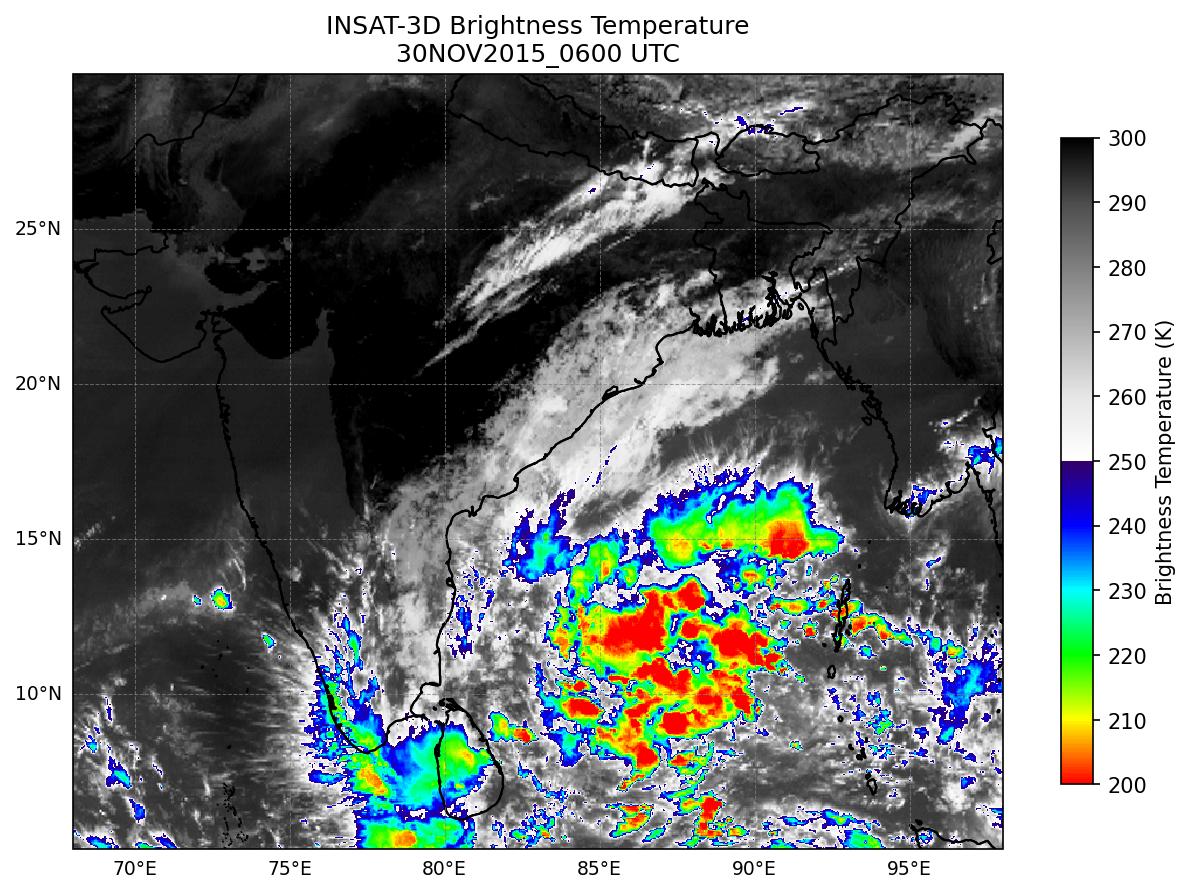 INSAT-3D Brightness Temperature
30NOV2015_0600 UTC
25°N
20°N
15°N
10°N
70°E
75°E
80°E
85°E
90°E
95°E
300
290
280
270
260
250
240
230
220
210
200
Brightness Temperature (K)